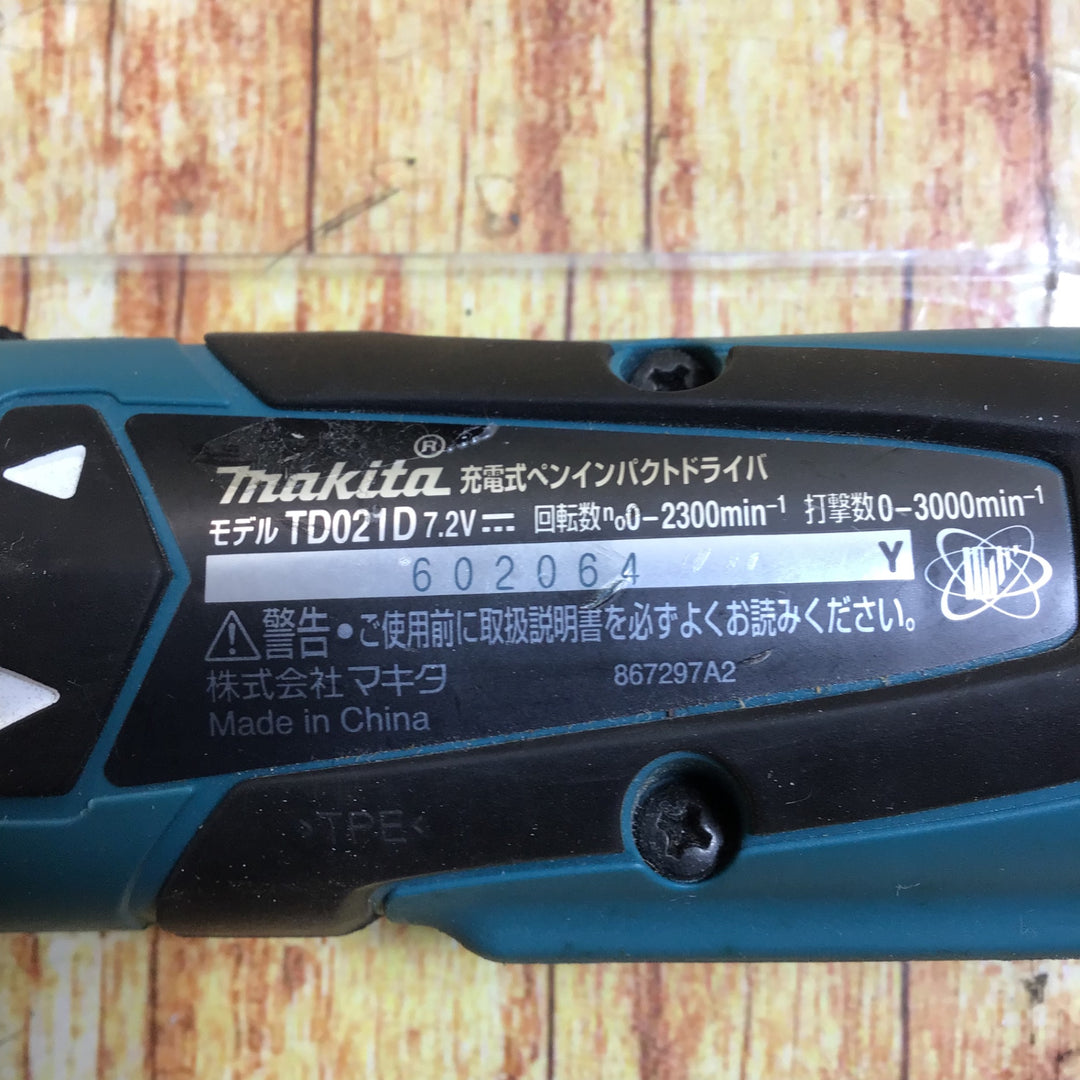 makita® 充電式ペンインパクトドライバ
モデル TD021D 7.2V 回転数 n₀0-2300min⁻¹ 打撃数0-3000min⁻¹
602064 Y
警告・ご使用前に取扱説明書を必ずよくお読みください。
株式会社マキタ 867297A2
Made in China
>TPE<